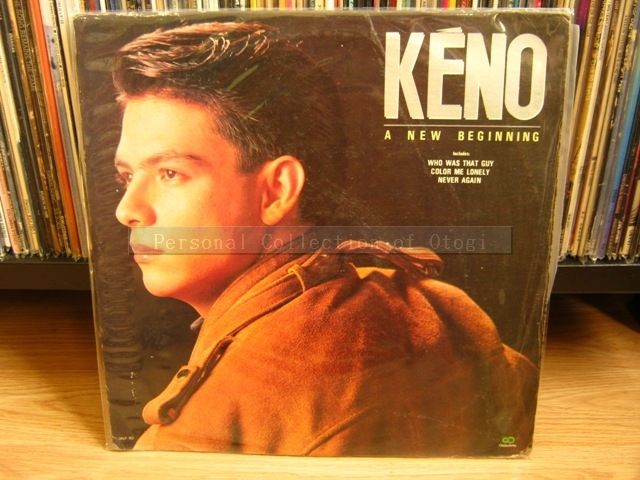 KENO
A NEW BEGINNING
Includes:
WHO WAS THAT GUY
COLOR ME LONELY
NEVER AGAIN
Personal Collection of Otogi